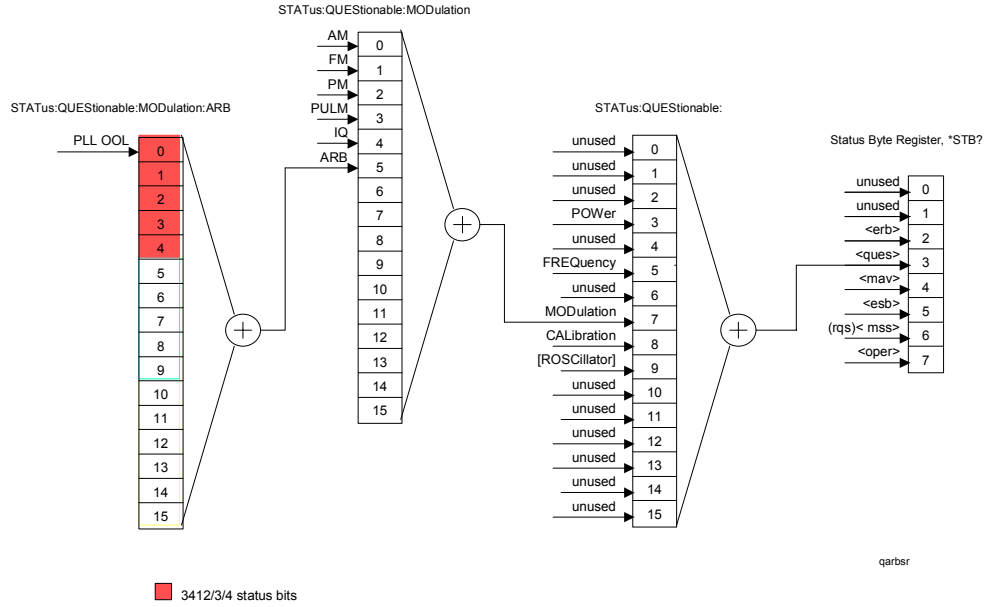 STATus:QUEStionable:MODulation
AM
0
FM
1
PM
2
PULM
3
IQ
4
ARB
5
6
7
8
9
10
11
12
13
14
15
STATus:QUEStionable:MODulation:ARB
PLL OOL
0
1
2
3
4
5
6
7
8
9
10
11
12
13
14
15
STATus:QUEStionable:
unused
0
unused
1
unused
2
POWer
3
unused
4
FREQuency
5
unused
6
MODulation
7
CALibration
8
[ROSCillator]
9
unused
10
unused
11
unused
12
unused
13
unused
14
unused
15
Status Byte Register, *STB?
unused
0
unused
1
<erb>
2
<ques>
3
<mav>
4
<esb>
5
(rqs)< mss>
6
<oper>
7
qarbsr
3412/3/4 status bits